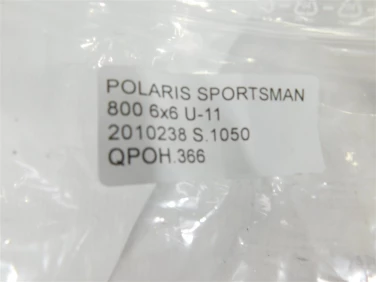 POLARIS SPORTSMAN
800 6x6 U-11
2010238 S.1050
QPOH.366